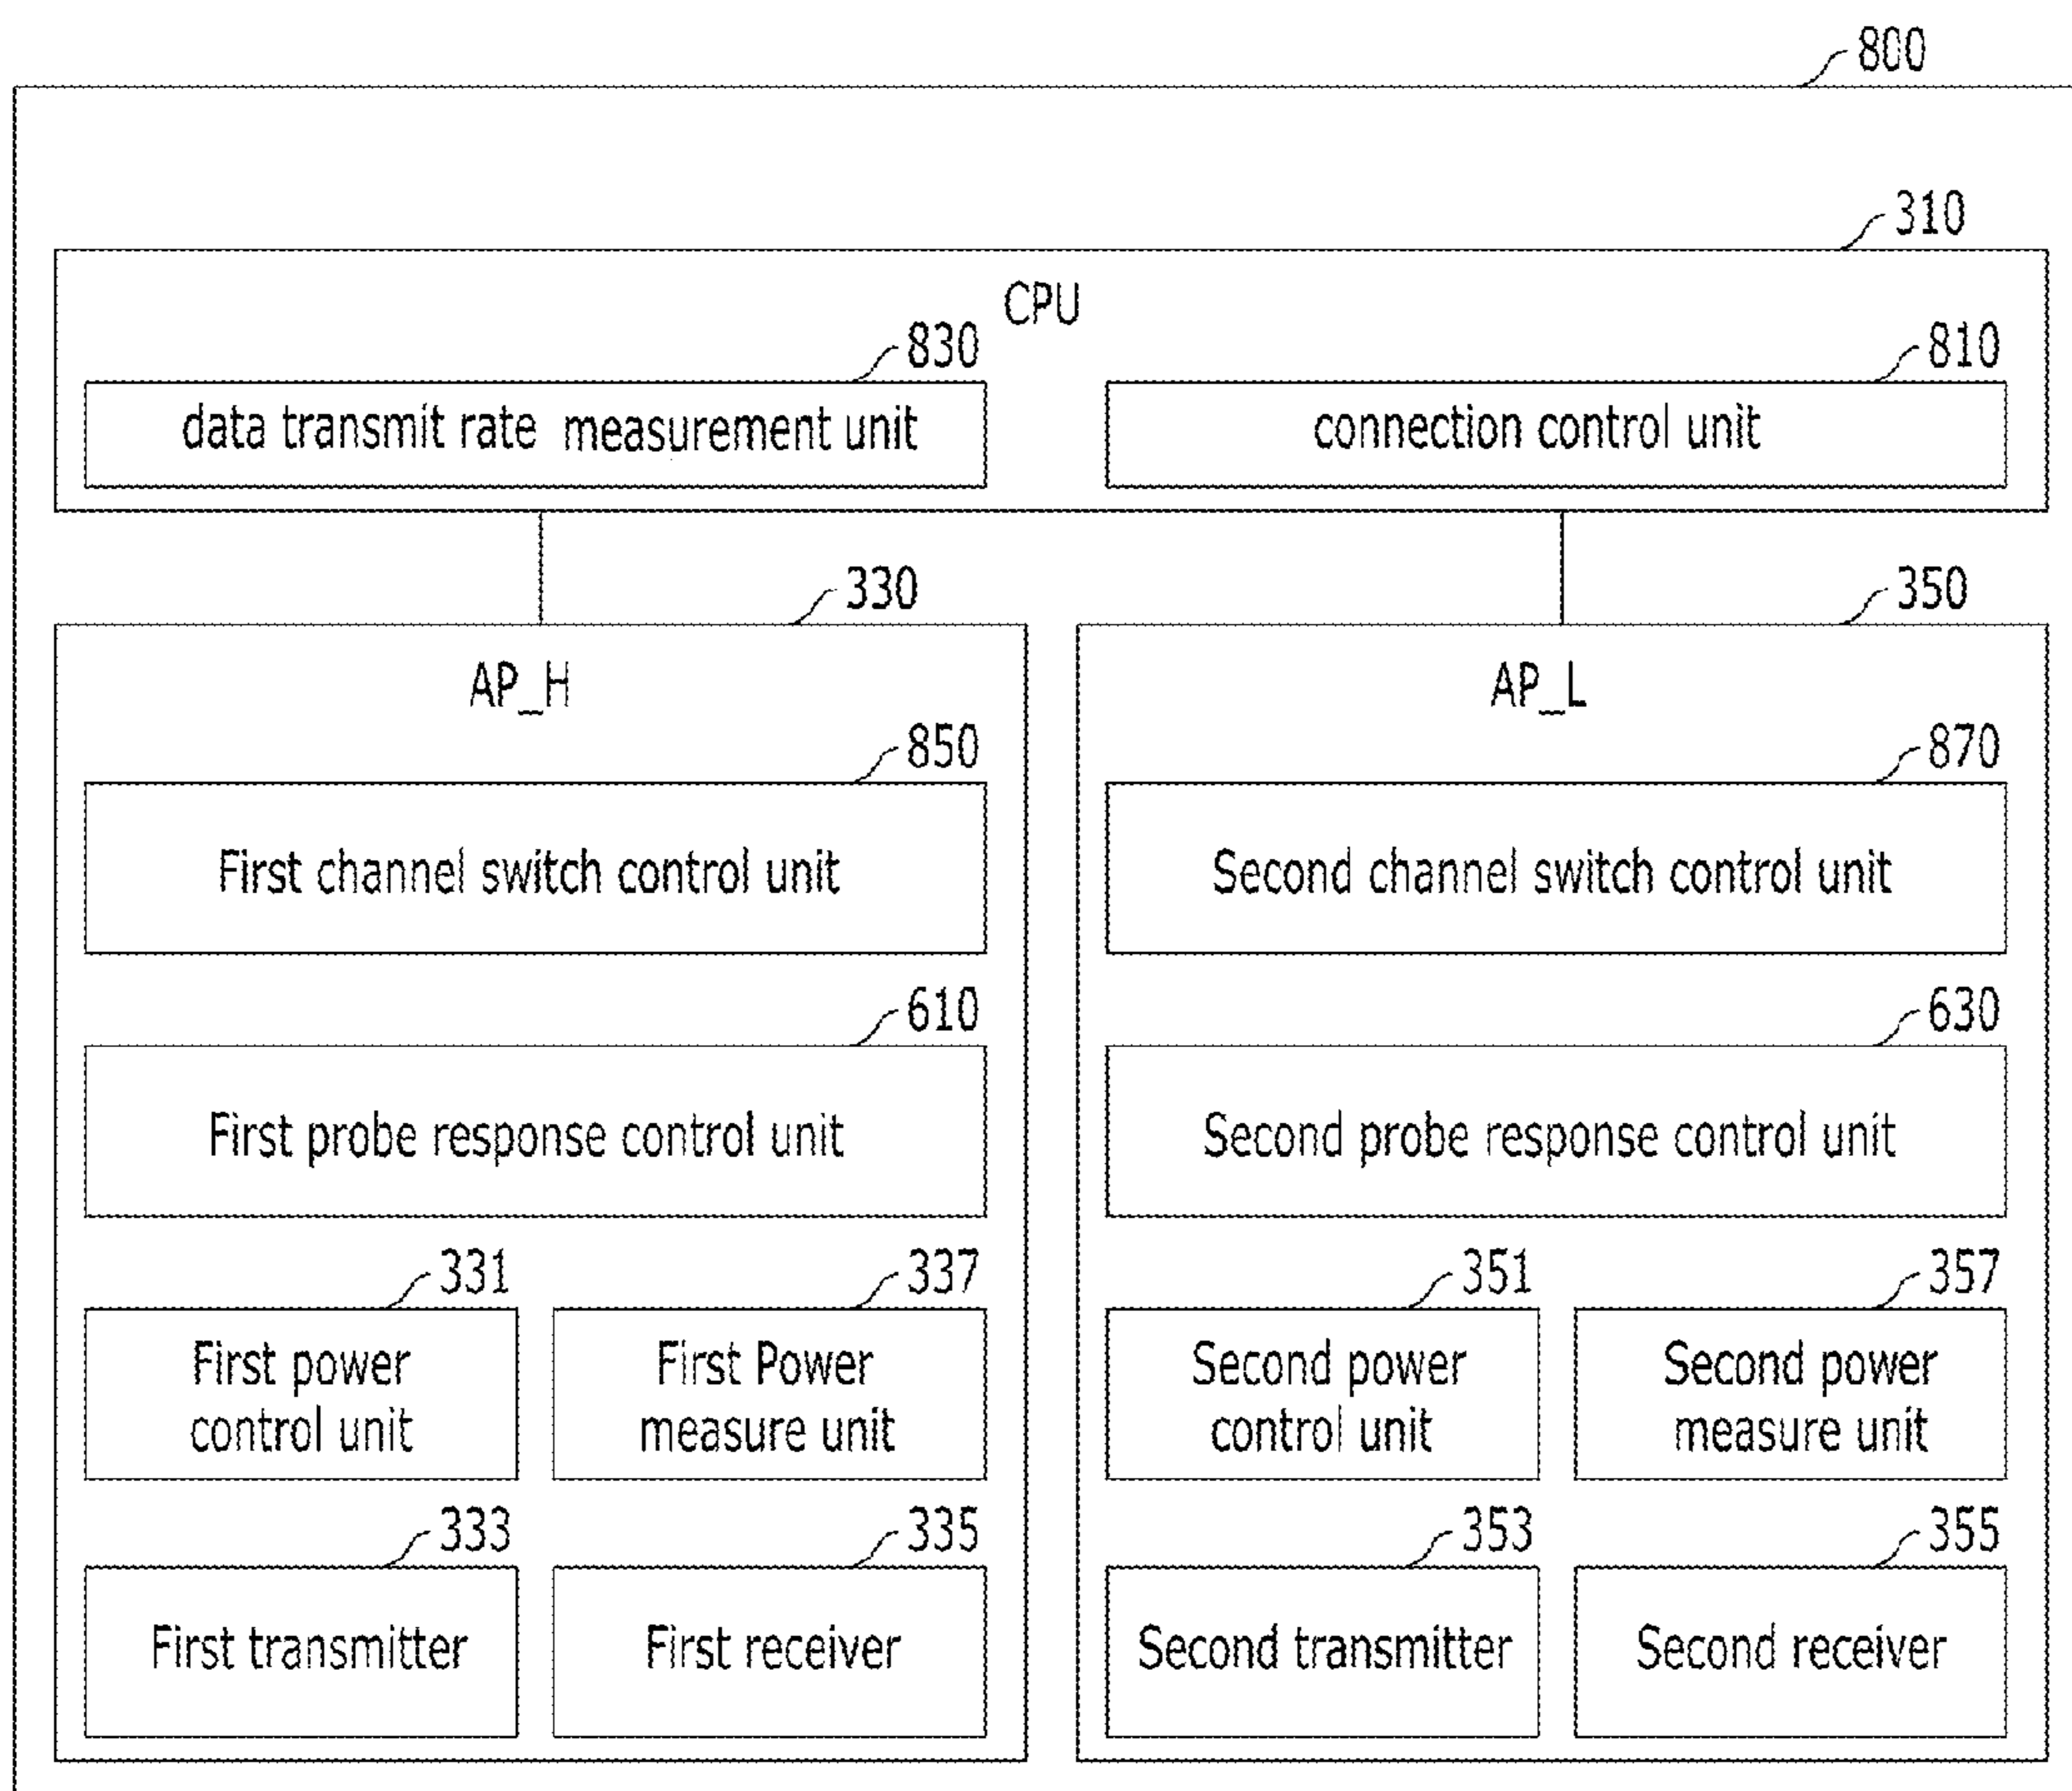 800
310
CPU
830
810
data transmit rate measurement unit
connection control unit
330
350
AP_H
AP_L
850
870
First channel switch control unit
Second channel switch control unit
610
630
First probe response control unit
Second probe response control unit
331
337
351
357
First power
control unit
First Power
measure unit
Second power
control unit
Second power
measure unit
333
335
353
355
First transmitter
First receiver
Second transmitter
Second receiver